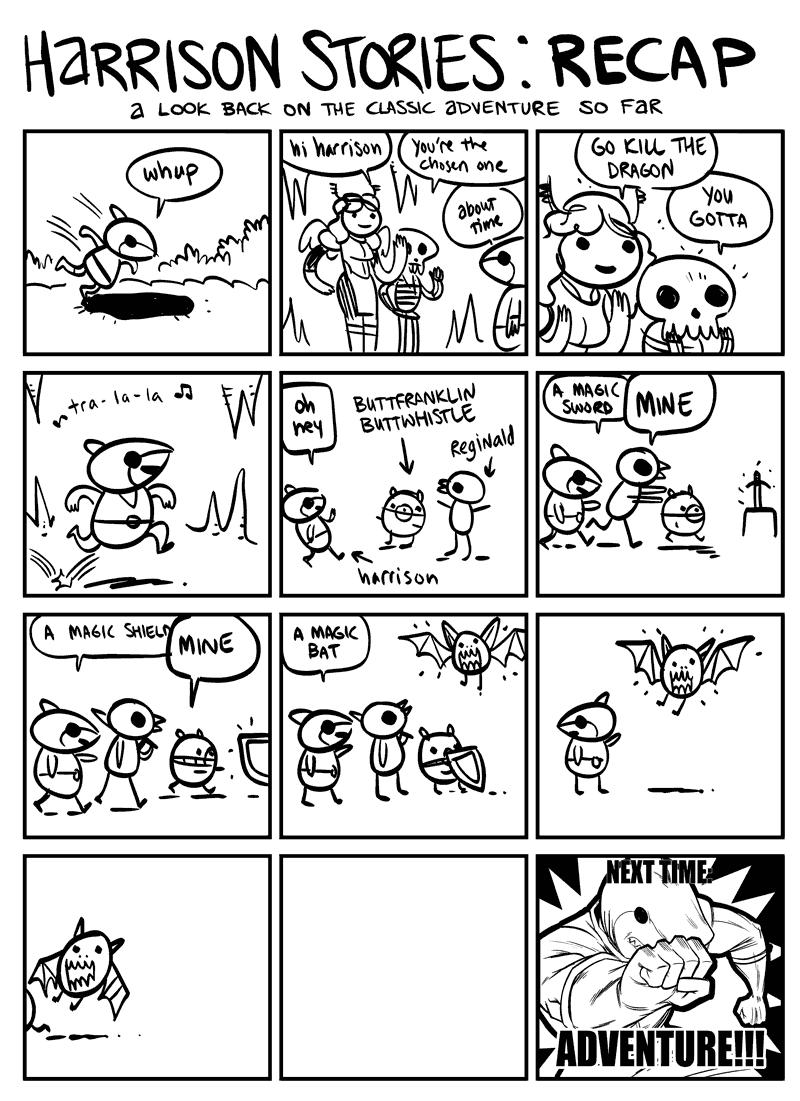 HARRISON STORIES: RECAP
a LOOK BACK ON THE CLASSIC aDVENTURE SO FaR
whup
hi harrison
you're the
chosen one
about
time
GO KILL THE
DRAGON
YOU
GOTTA
tra-la-la
oh
hey
BUTTFRANKLIN
BUTTWHISTLE
Reginald
harrison
A MAGIC
SWORD
MINE
A MAGIC SHIELD
MINE
A MAGIC
BAT
NEXT TIME:
ADVENTURE!!!